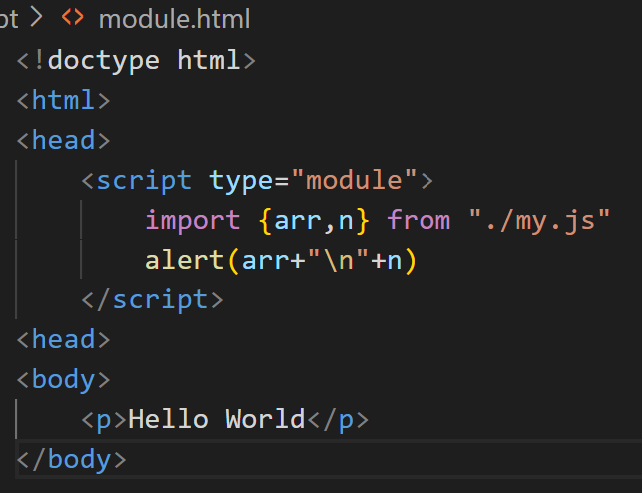 pt > <> module.html
<!doctype html>
<html>
<head>
    <script type="module">
        import {arr,n} from "./my.js"
        alert(arr+"\n"+n)
    </script>
<head>
<body>
    <p>Hello World</p>
</body>